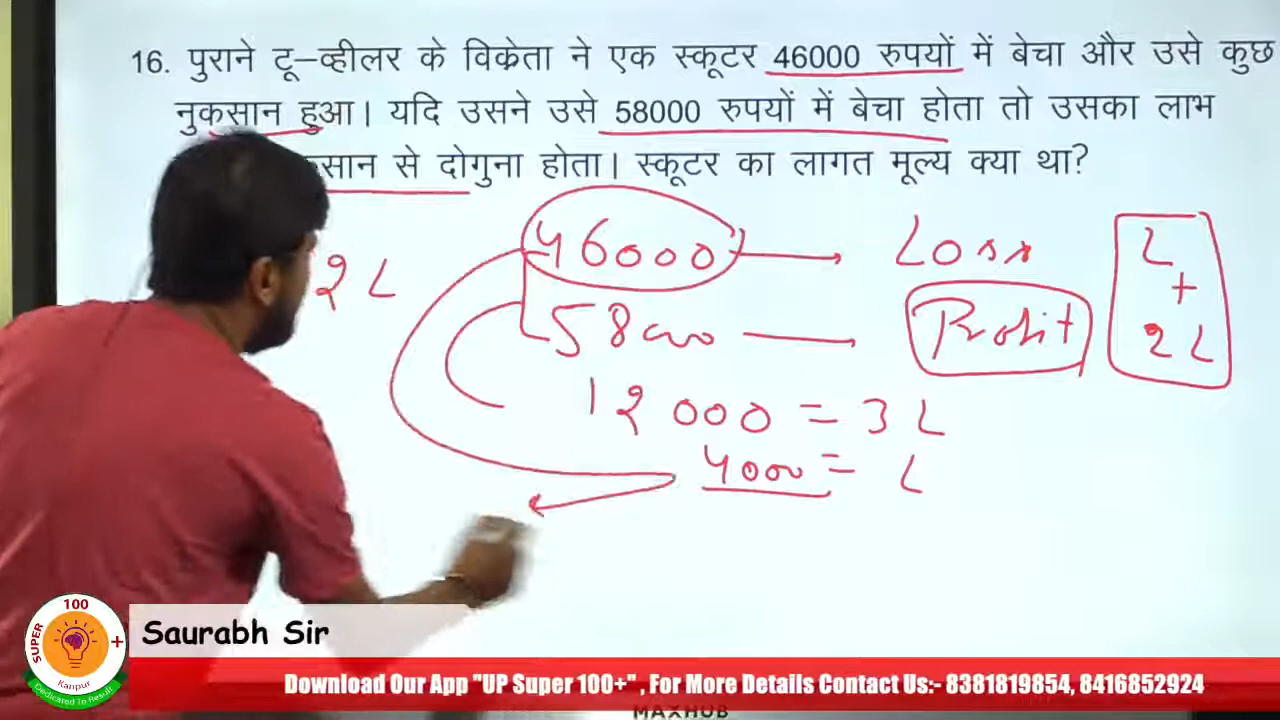 16. पुराने टू–व्हीलर के विक्रेता ने एक स्कूटर 46000 रुपयों में बेचा और उसे कुछ
नुकसान हुआ। यदि उसने उसे 58000 रुपयों में बेचा होता तो उसका लाभ
सान से दोगुना होता। स्कूटर का लागत मूल्य क्या था?
46000 Loss L
+
2L 58000 Profit 2L
12000 = 3L
4000 = L
SUPER 100 +
Kanpur
Dedicated To Result
Saurabh Sir
Download Our App "UP Super 100+" , For More Details Contact Us:- 8381819854, 8416852924
MAXHUB